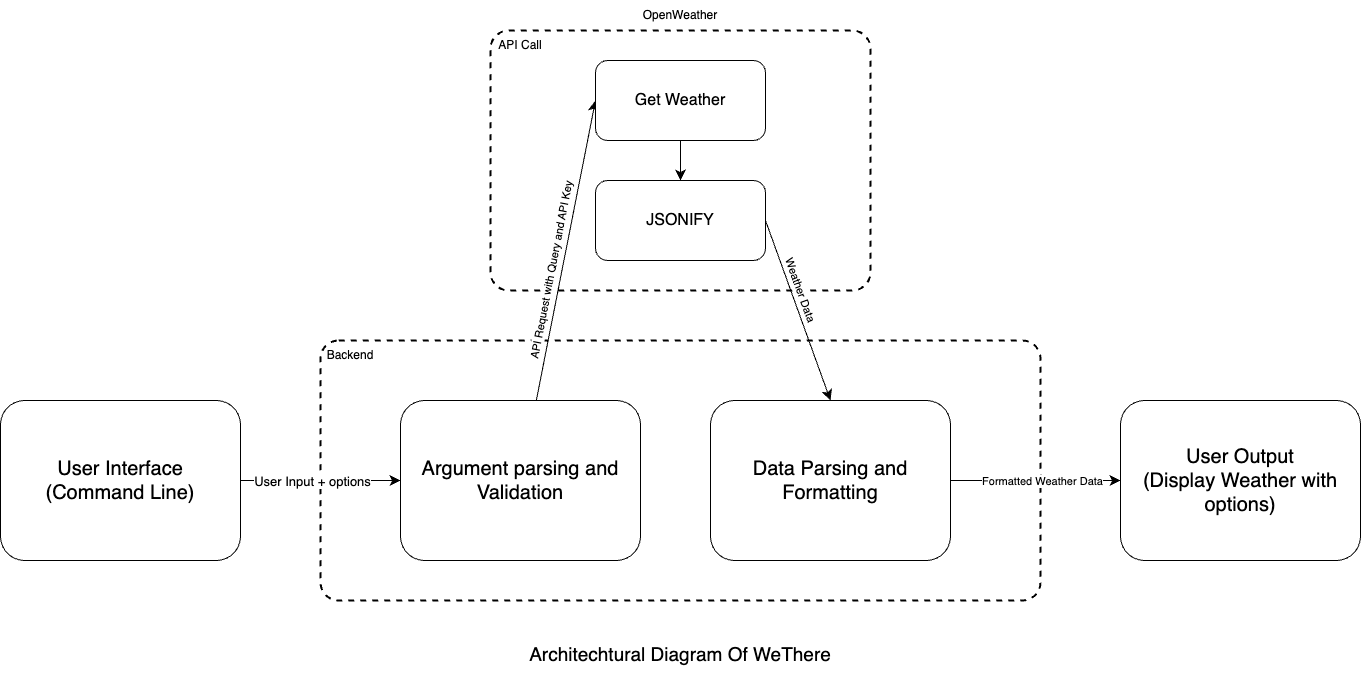 OpenWeather
API Call
Get Weather
JSONIFY
API Request with Query and API Key
Weather Data
Backend
User Interface
(Command Line)
User Input + options
Argument parsing and
Validation
Data Parsing and
Formatting
Formatted Weather Data
User Output
(Display Weather with
options)
Architechtural Diagram Of WeThere